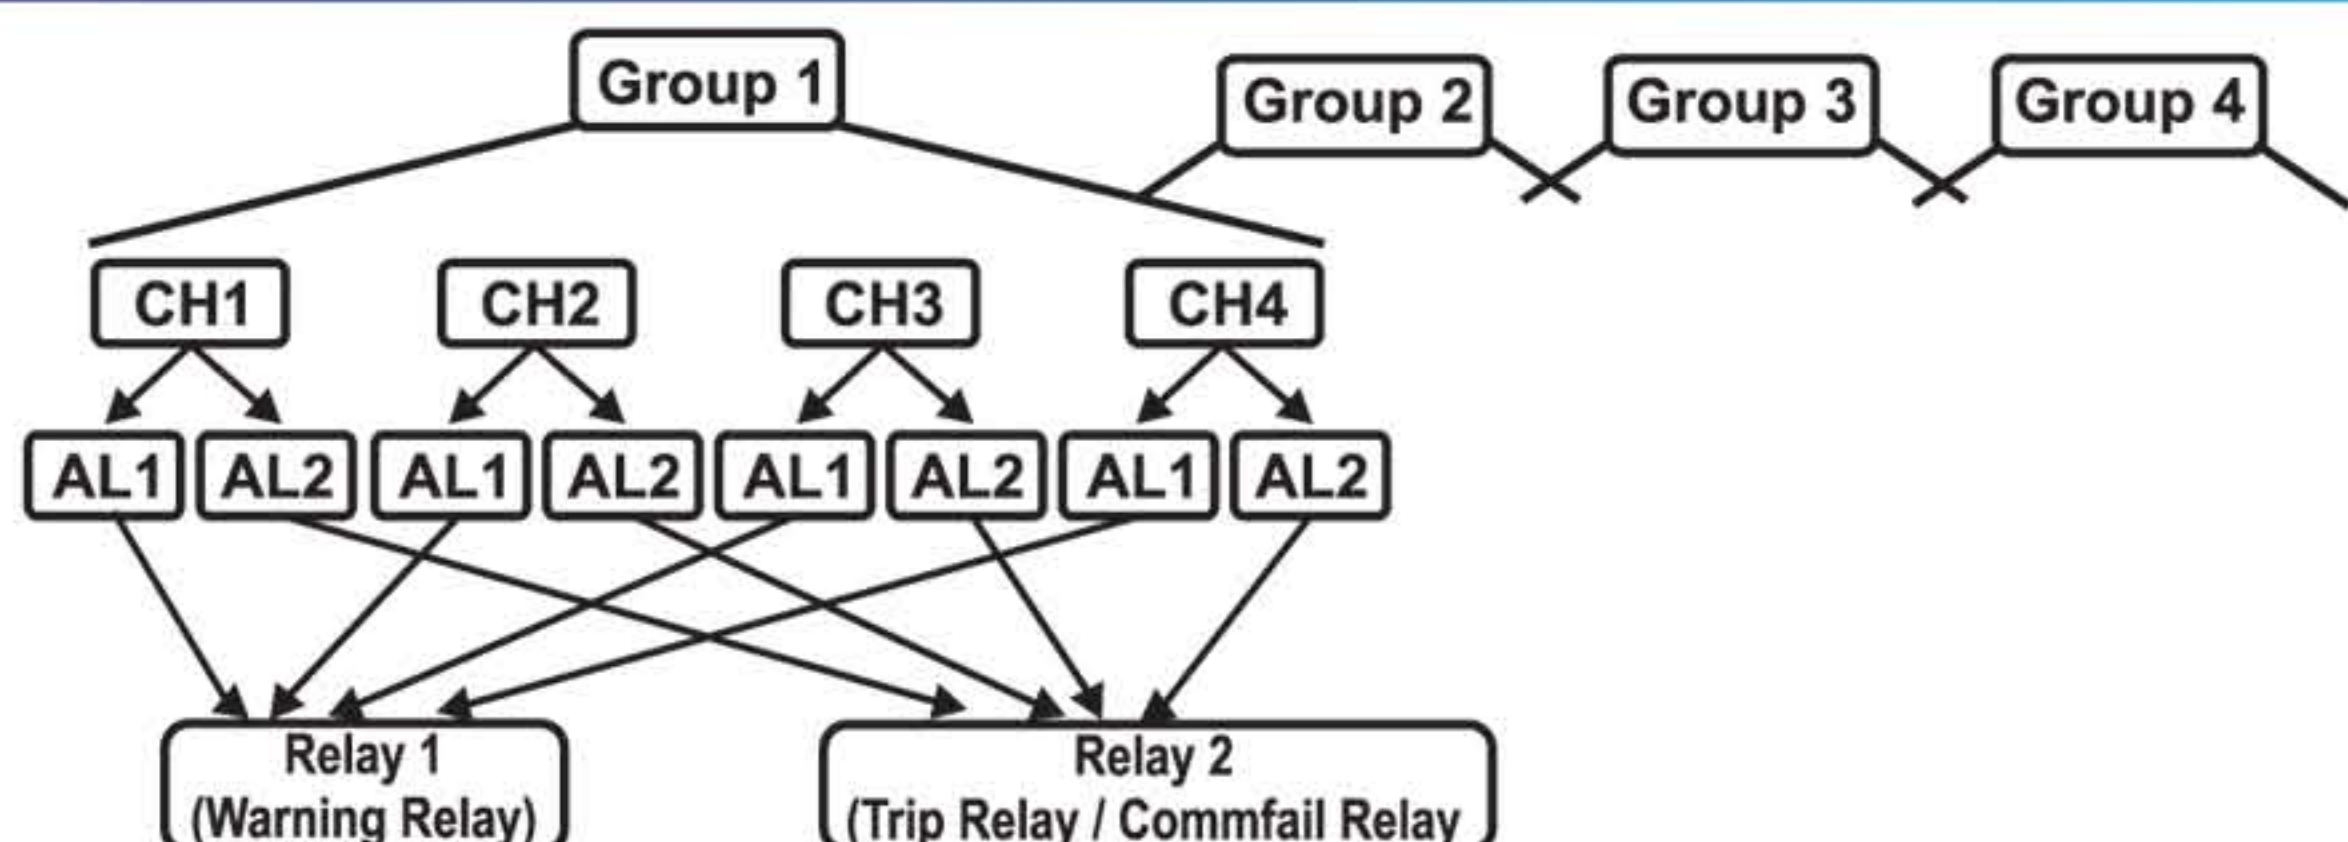 Group 1
Group 2
Group 3
Group 4
CH1
CH2
CH3
CH4
AL1
AL2
AL1
AL2
AL1
AL2
AL1
AL2
Relay 1
(Warning Relay)
Relay 2
(Trip Relay / Commfail Relay